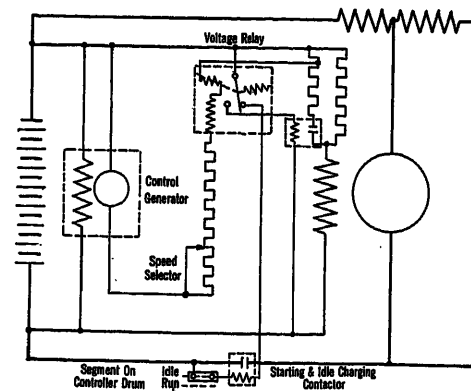 Voltage Relay
Control
Generator
Speed
Selector
Segment On
Controller Drum
Idle
Run
Starting & Idle Charging
Contactor